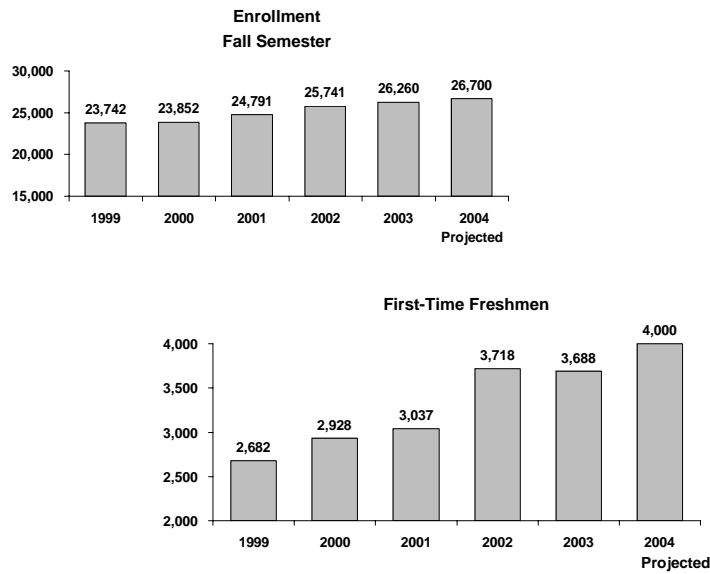 Enrollment
Fall Semester
30,000
25,000
20,000
15,000
23,742 23,852 24,791 25,741 26,260 26,700
1999 2000 2001 2002 2003 2004
Projected
First-Time Freshmen
4,000
3,500
3,000
2,500
2,000
2,682 2,928 3,037 3,718 3,688 4,000
1999 2000 2001 2002 2003 2004
Projected